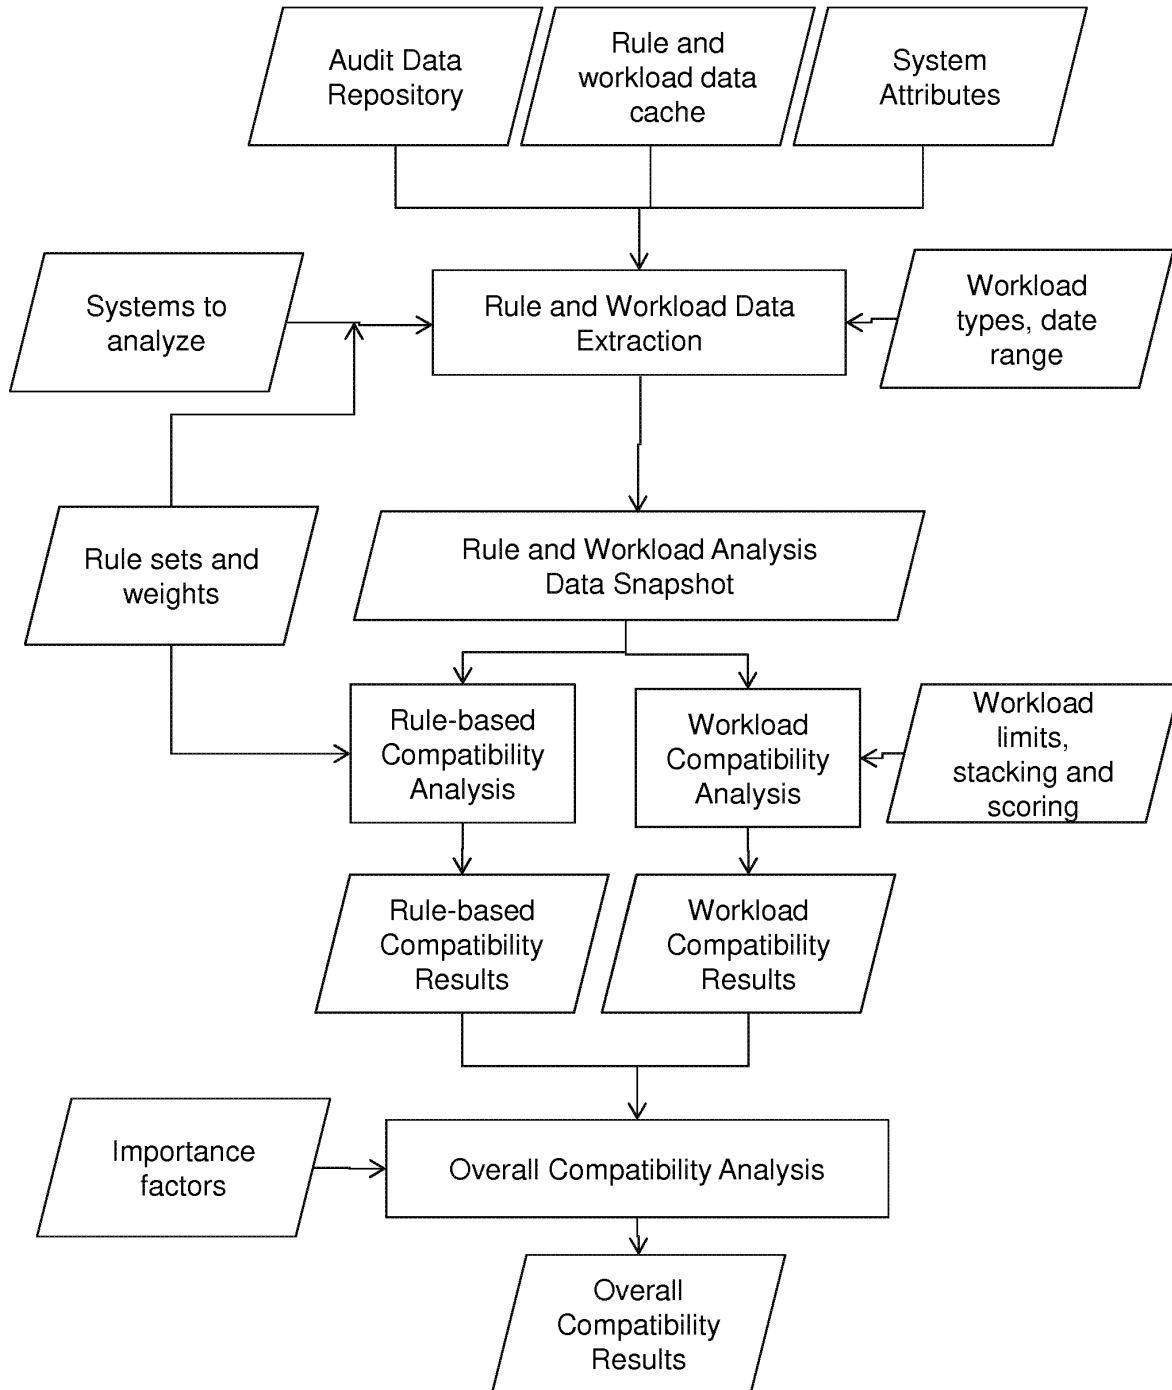 Audit Data
Repository
Rule and
workload data
cache
System
Attributes
Systems to
analyze
Rule and Workload Data
Extraction
Workload
types, date
range
Rule sets and
weights
Rule and Workload Analysis
Data Snapshot
Rule-based
Compatibility
Analysis
Workload
Compatibility
Analysis
Workload
limits,
stacking and
scoring
Rule-based
Compatibility
Results
Workload
Compatibility
Results
Importance
factors
Overall Compatibility Analysis
Overall
Compatibility
Results